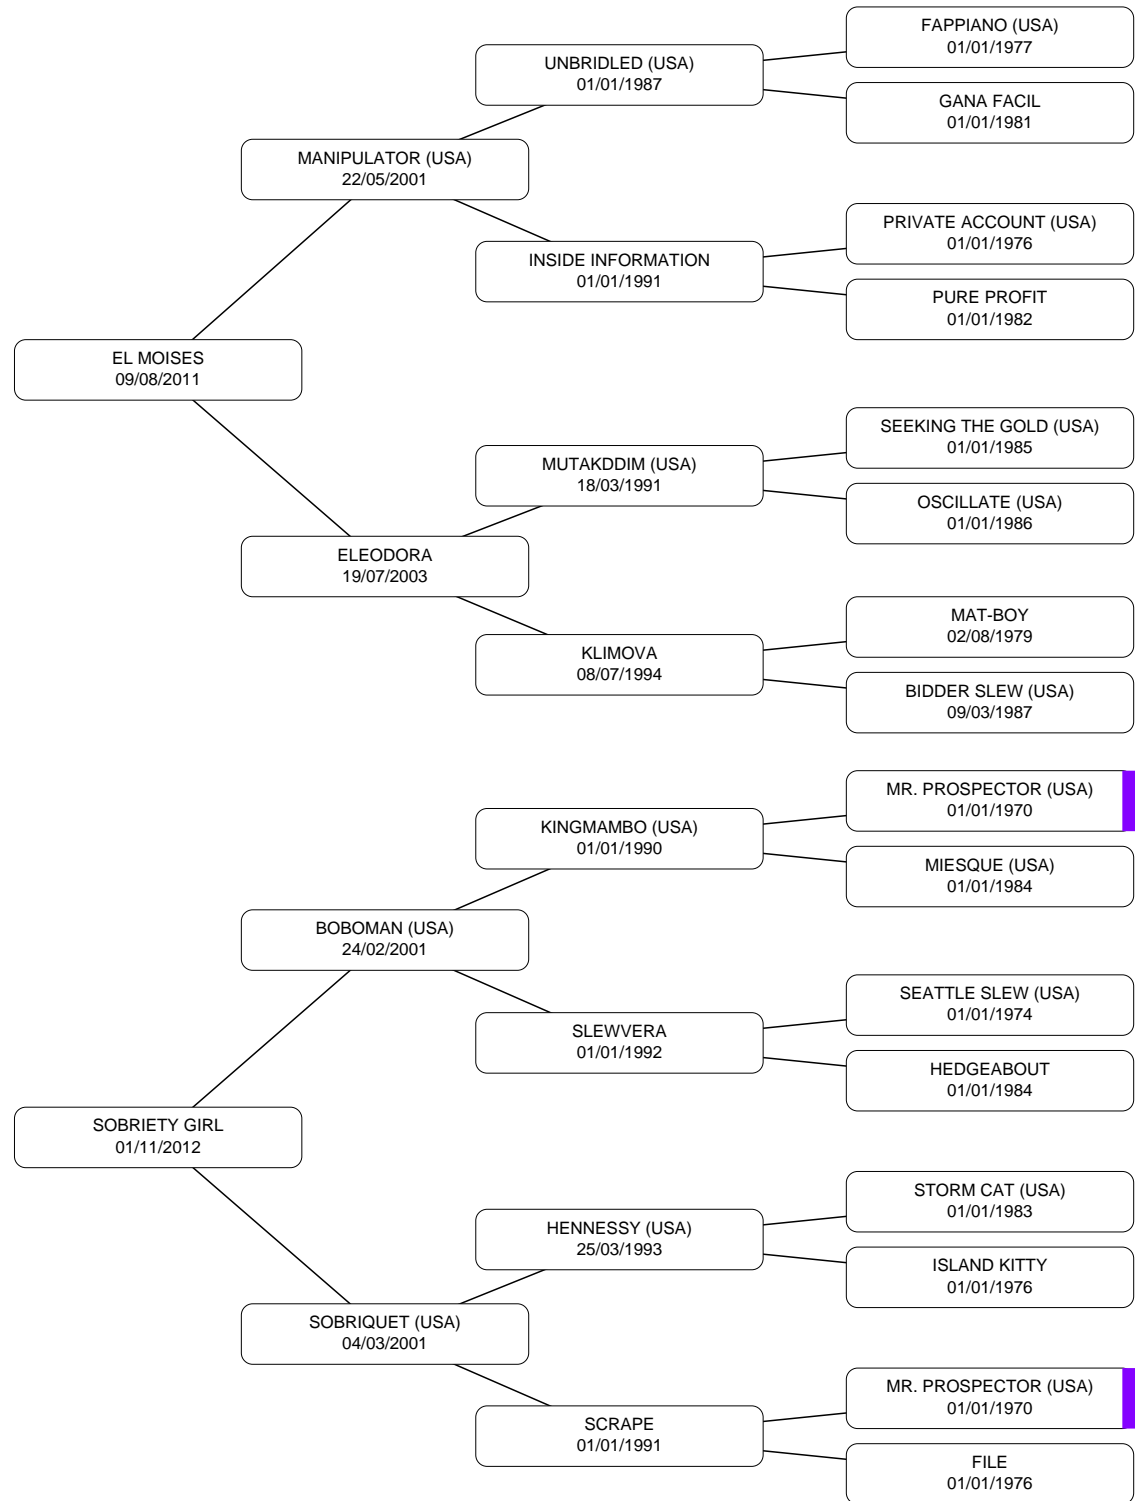 FAPPIANO (USA)
01/01/1977
UNBRIDLED (USA)
01/01/1987
GANA FACIL
01/01/1981
MANIPULATOR (USA)
22/05/2001
PRIVATE ACCOUNT (USA)
01/01/1976
INSIDE INFORMATION
01/01/1991
PURE PROFIT
01/01/1982
EL MOISES
09/08/2011
SEEKING THE GOLD (USA)
01/01/1985
MUTAKDDIM (USA)
18/03/1991
OSCILLATE (USA)
01/01/1986
ELEODORA
19/07/2003
MAT-BOY
02/08/1979
KLIMOVA
08/07/1994
BIDDER SLEW (USA)
09/03/1987
MR. PROSPECTOR (USA)
01/01/1970
KINGMAMBO (USA)
01/01/1990
MIESQUE (USA)
01/01/1984
BOBOMAN (USA)
24/02/2001
SEATTLE SLEW (USA)
01/01/1974
SLEWVERA
01/01/1992
HEDGEABOUT
01/01/1984
SOBRIETY GIRL
01/11/2012
STORM CAT (USA)
01/01/1983
HENNESSY (USA)
25/03/1993
ISLAND KITTY
01/01/1976
SOBRIQUET (USA)
04/03/2001
MR. PROSPECTOR (USA)
01/01/1970
SCRAPE
01/01/1991
FILE
01/01/1976